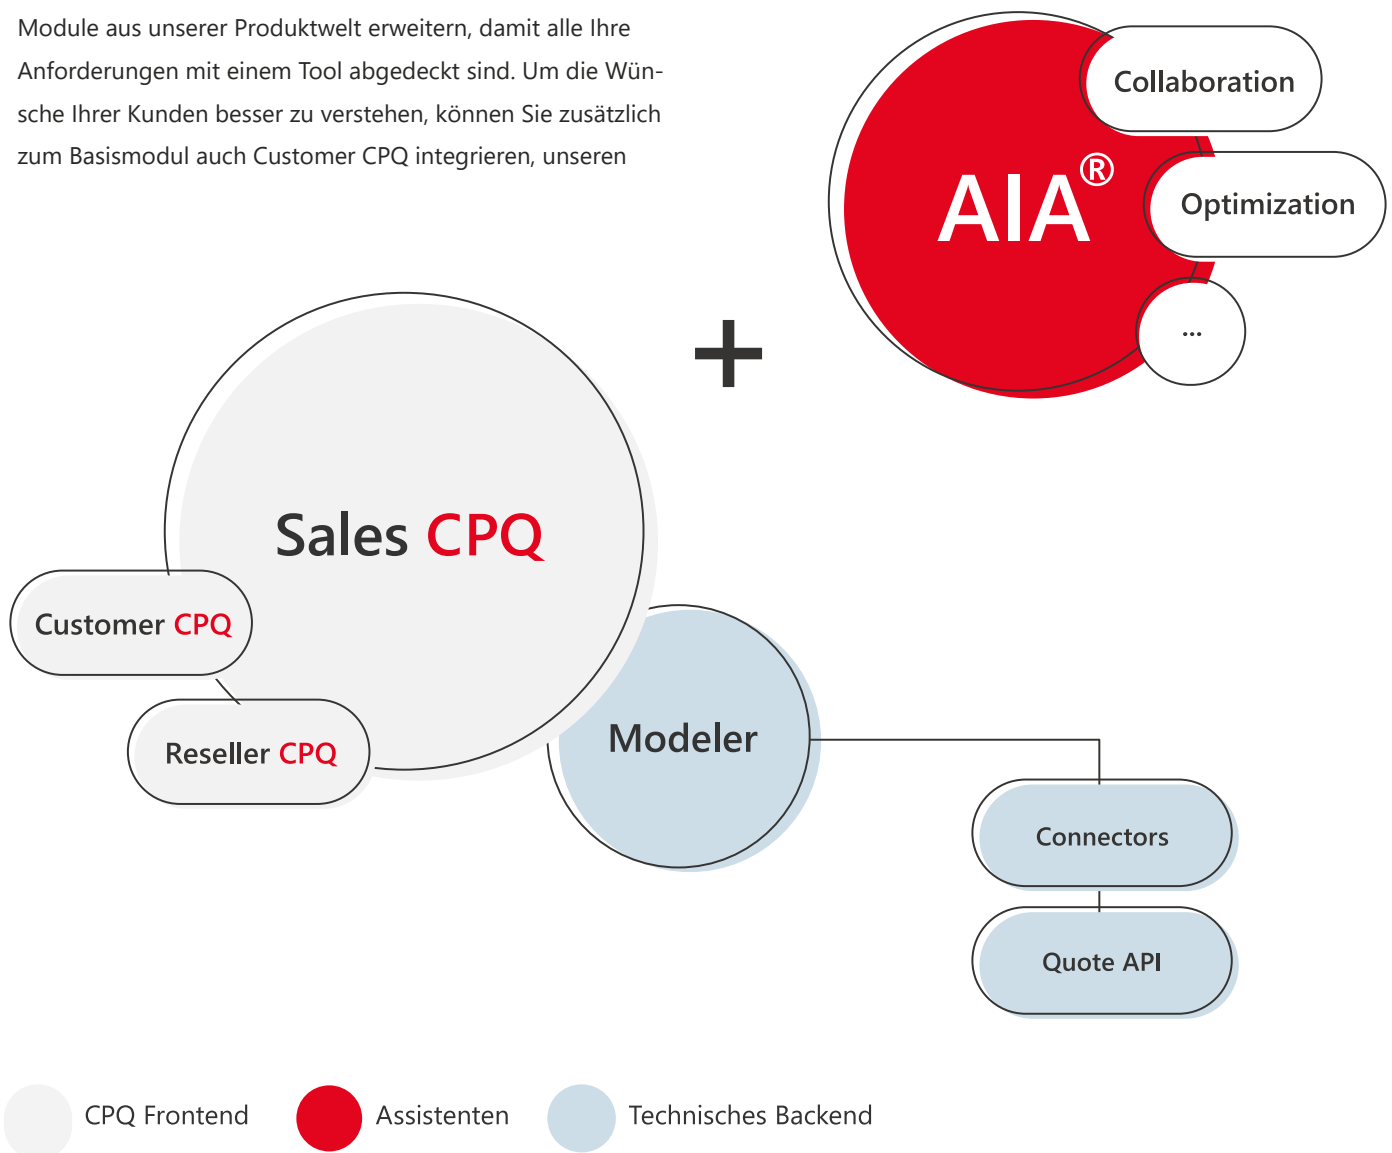 Module aus unserer Produktwelt erweitern, damit alle Ihre
Anforderungen mit einem Tool abgedeckt sind. Um die Wün-
sche Ihrer Kunden besser zu verstehen, können Sie zusätzlich
zum Basismodul auch Customer CPQ integrieren, unseren
Collaboration
AIA®
Optimization
...
Sales CPQ
Customer CPQ
Reseller CPQ
Modeler
Connectors
Quote API
CPQ Frontend
Assistenten
Technisches Backend